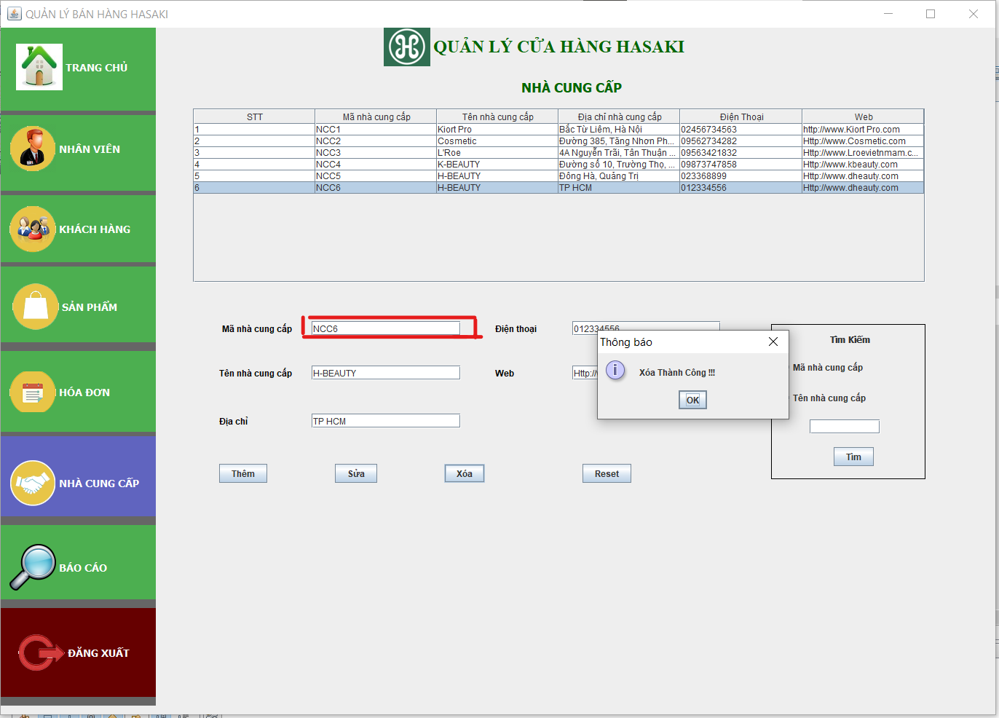 QUẢN LÝ BÁN HÀNG HASAKI
TRANG CHỦ
NHÂN VIÊN
KHÁCH HÀNG
SẢN PHẨM
HÓA ĐƠN
NHÀ CUNG CẤP
BÁO CÁO
ĐĂNG XUẤT
QUẢN LÝ CỬA HÀNG HASAKI
NHÀ CUNG CẤP
STT Mã nhà cung cấp Tên nhà cung cấp Địa chỉ nhà cung cấp Điện Thoại Web
1 NCC1 Kiort Pro Bắc Từ Liêm, Hà Nội 02456734563 http://www.Kiort Pro.com
2 NCC2 Cosmetic Đường 385, Tăng Nhơn Ph... 09562734282 Http://www.Cosmetic.com
3 NCC3 L'Roe 4A Nguyễn Trãi, Tân Thuận ... 09563421832 Http://www.Lroevietnmam.c...
4 NCC4 K-BEAUTY Đường số 10, Trường Thọ, ... 09873747858 Http://www.kbeauty.com
5 NCC5 H-BEAUTY Đông Hà, Quảng Trị 023368899 Http://www.dheauty.com
6 NCC6 H-BEAUTY TP HCM 012334556 Http://www.dheauty.com
Mã nhà cung cấp NCC6 Điện thoại 012334556
Tên nhà cung cấp H-BEAUTY Web Http://
Địa chỉ TP HCM
Thêm Sửa Xóa Reset
Thông báo
Xóa Thành Công !!!
OK
Tìm Kiếm
Mã nhà cung cấp
Tên nhà cung cấp
Tìm